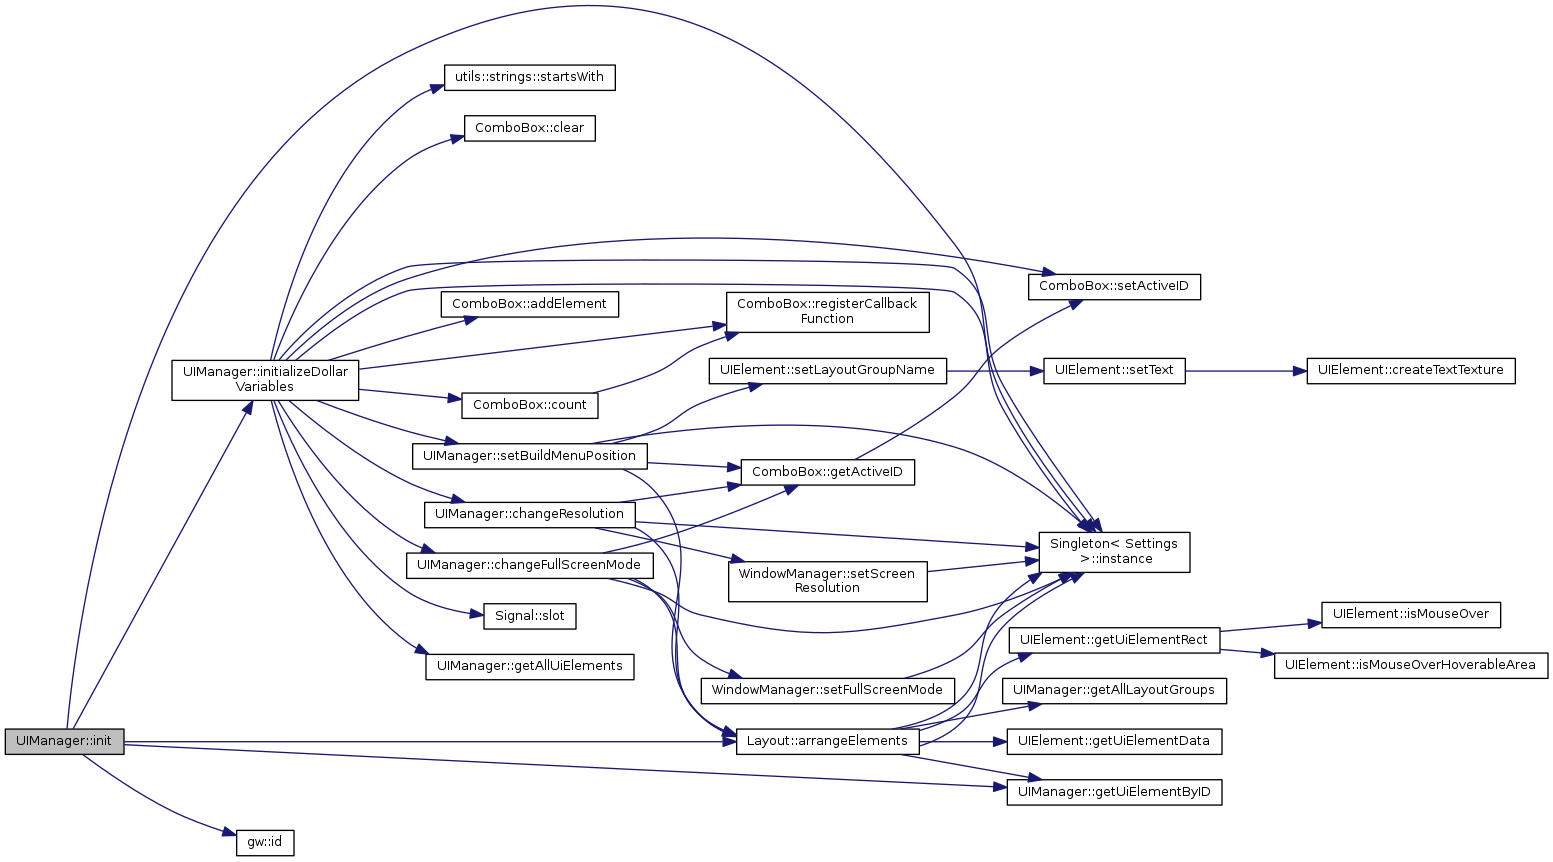 utils::strings::startsWith
ComboBox::clear
ComboBox::setActiveID
ComboBox::addElement
ComboBox::registerCallback
Function
UIManager::initializeDollar
Variables
UIElement::setLayoutGroupName
UIElement::setText
UIElement::createTextTexture
ComboBox::count
UIManager::setBuildMenuPosition
ComboBox::getActiveID
UIManager::changeResolution
Singleton< Settings
>::instance
UIManager::changeFullScreenMode
WindowManager::setScreen
Resolution
Signal::slot
UIElement::isMouseOver
UIElement::getUiElementRect
UIManager::getAllUiElements
UIElement::isMouseOverHoverableArea
WindowManager::setFullScreenMode
UIManager::getAllLayoutGroups
UIManager::init
Layout::arrangeElements
UIElement::getUiElementData
UIManager::getUiElementByID
gw::id